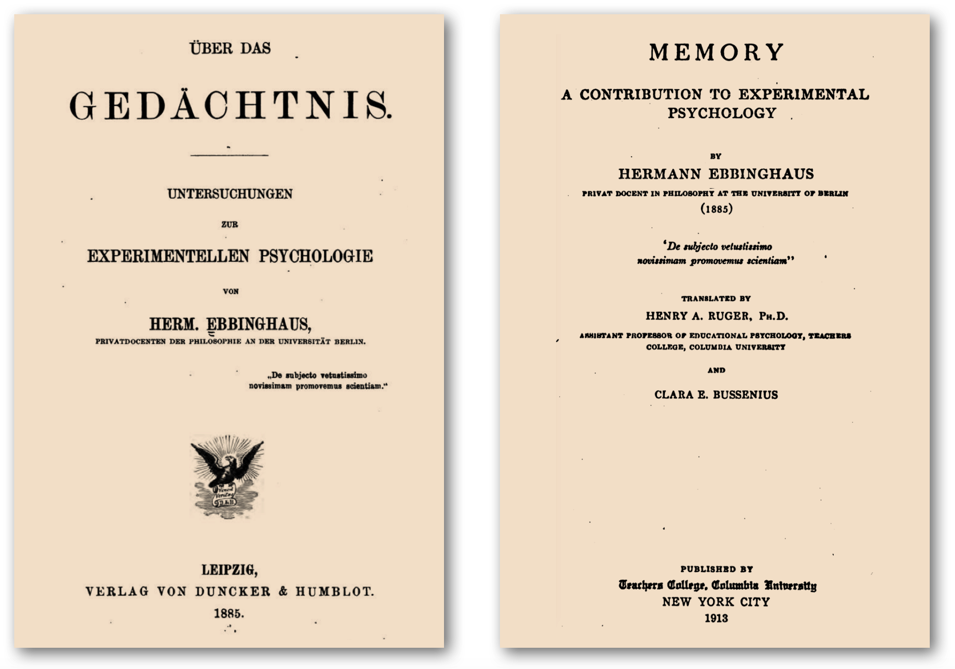 ÜBER DAS
GEDÄCHTNIS.
UNTERSUCHUNGEN
ZUR
EXPERIMENTELLEN PSYCHOLOGIE
VON
HERM. EBBINGHAUS,
PRIVATDOCENTEN DER PHILOSOPHIE AN DER UNIVERSITÄT BERLIN.
„De subjecto vetustissimo
novissimam promovemus scientiam.“
LEIPZIG,
VERLAG VON DUNCKER & HUMBLOT.
1885.
MEMORY
A CONTRIBUTION TO EXPERIMENTAL
PSYCHOLOGY
BY
HERMANN EBBINGHAUS
PRIVAT DOCENT IN PHILOSOPHY AT THE UNIVERSITY OF BERLIN
(1885)
‘De subjecto vetustissimo
novissimam promovemus scientiam”
TRANSLATED BY
HENRY A. RUGER, PH.D.
ASSISTANT PROFESSOR OF EDUCATIONAL PSYCHOLOGY, TEACHERS
COLLEGE, COLUMBIA UNIVERSITY
AND
CLARA E. BUSSENIUS
PUBLISHED BY
Teachers College, Columbia University
NEW YORK CITY
1913